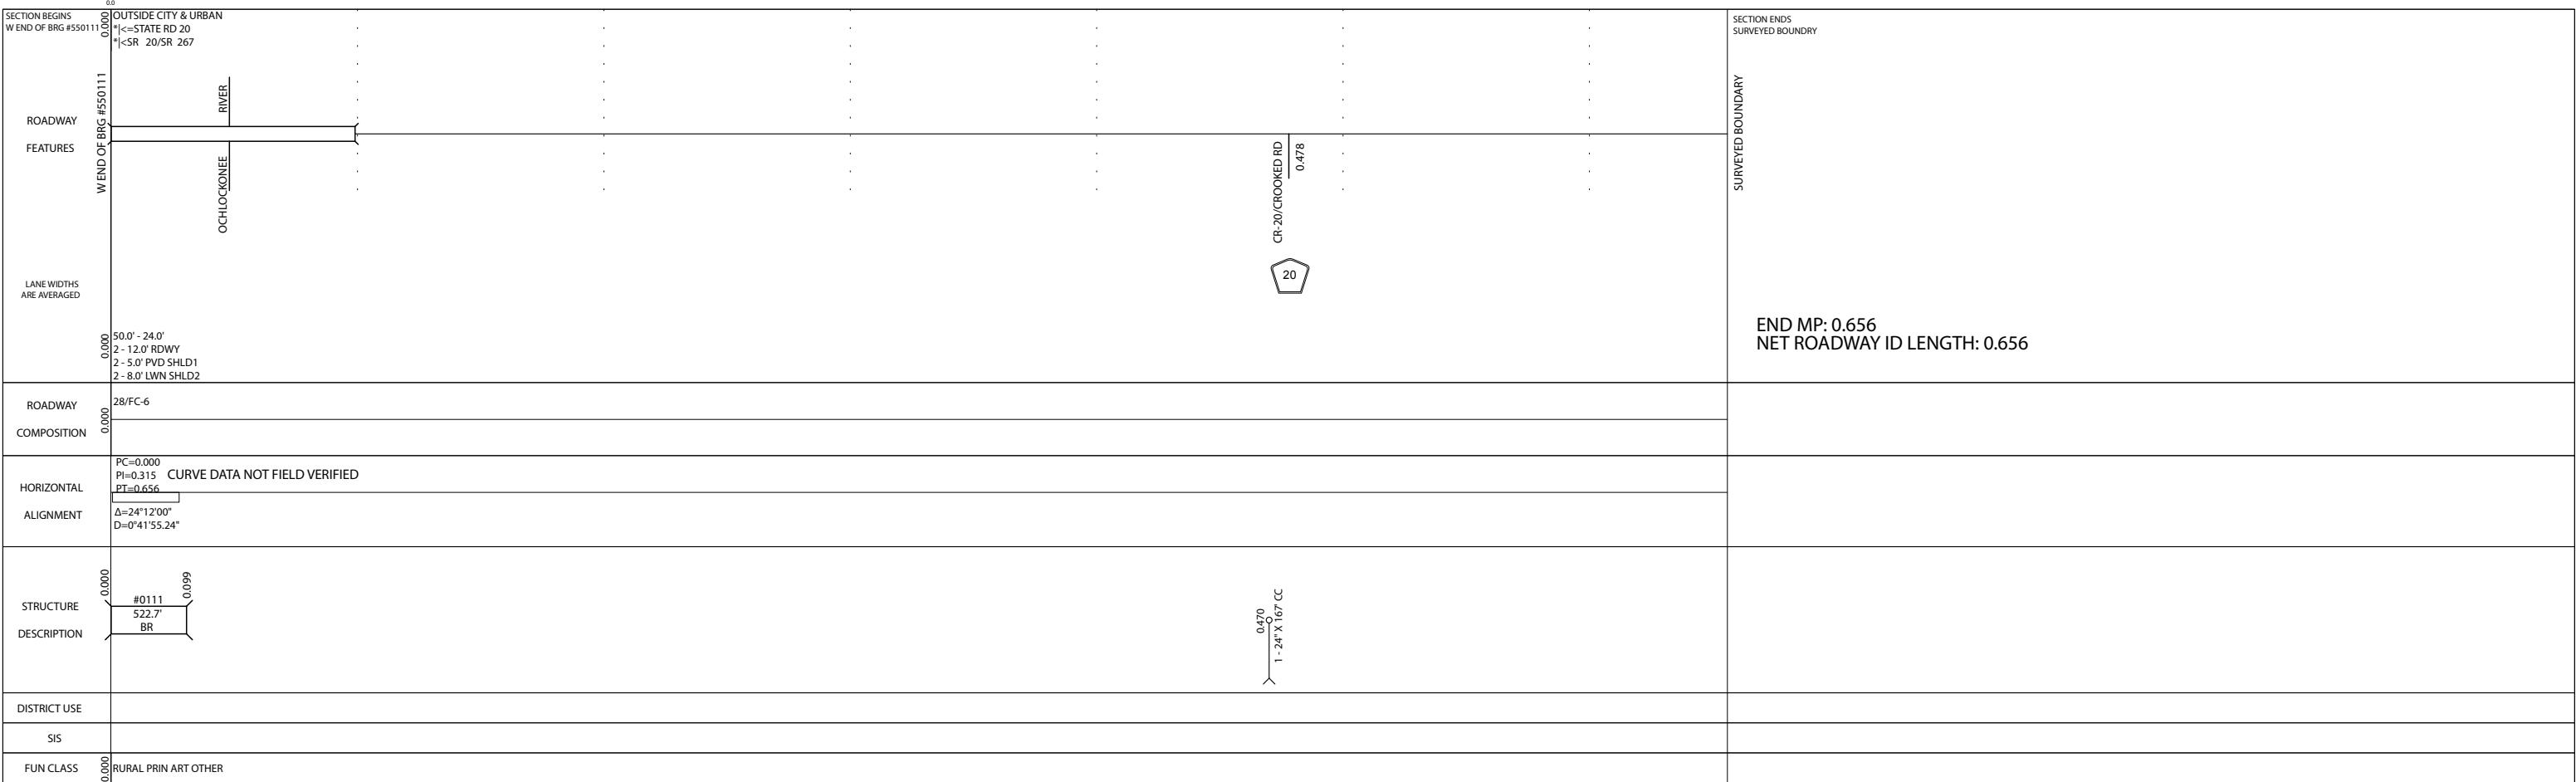 0.0
SECTION BEGINS
W END OF BRG #550111
0.000
OUTSIDE CITY & URBAN
*|<=STATE RD 20
*|<SR 20/SR 267
SECTION ENDS
SURVEYED BOUNDRY
ROADWAY
FEATURES
W END OF BRG #550111
RIVER
OCHLOCKONEE
CR-20/CROOKED RD
0.478
20
SURVEYED BOUNDARY
LANE WIDTHS
ARE AVERAGED
0.000
50.0' - 24.0'
2 - 12.0' RDWY
2 - 5.0' PVD SHLD1
2 - 8.0' LWN SHLD2
END MP: 0.656
NET ROADWAY ID LENGTH: 0.656
ROADWAY
COMPOSITION
0.000
28/FC-6
HORIZONTAL
ALIGNMENT
PC=0.000
PI=0.315 CURVE DATA NOT FIELD VERIFIED
PT=0.656
Δ=24°12'00"
D=0°41'55.24"
STRUCTURE
DESCRIPTION
0.000
0.099
#0111
522.7'
BR
0.470
1 - 24" X 167' CC
DISTRICT USE
SIS
FUN CLASS
0.000
RURAL PRIN ART OTHER